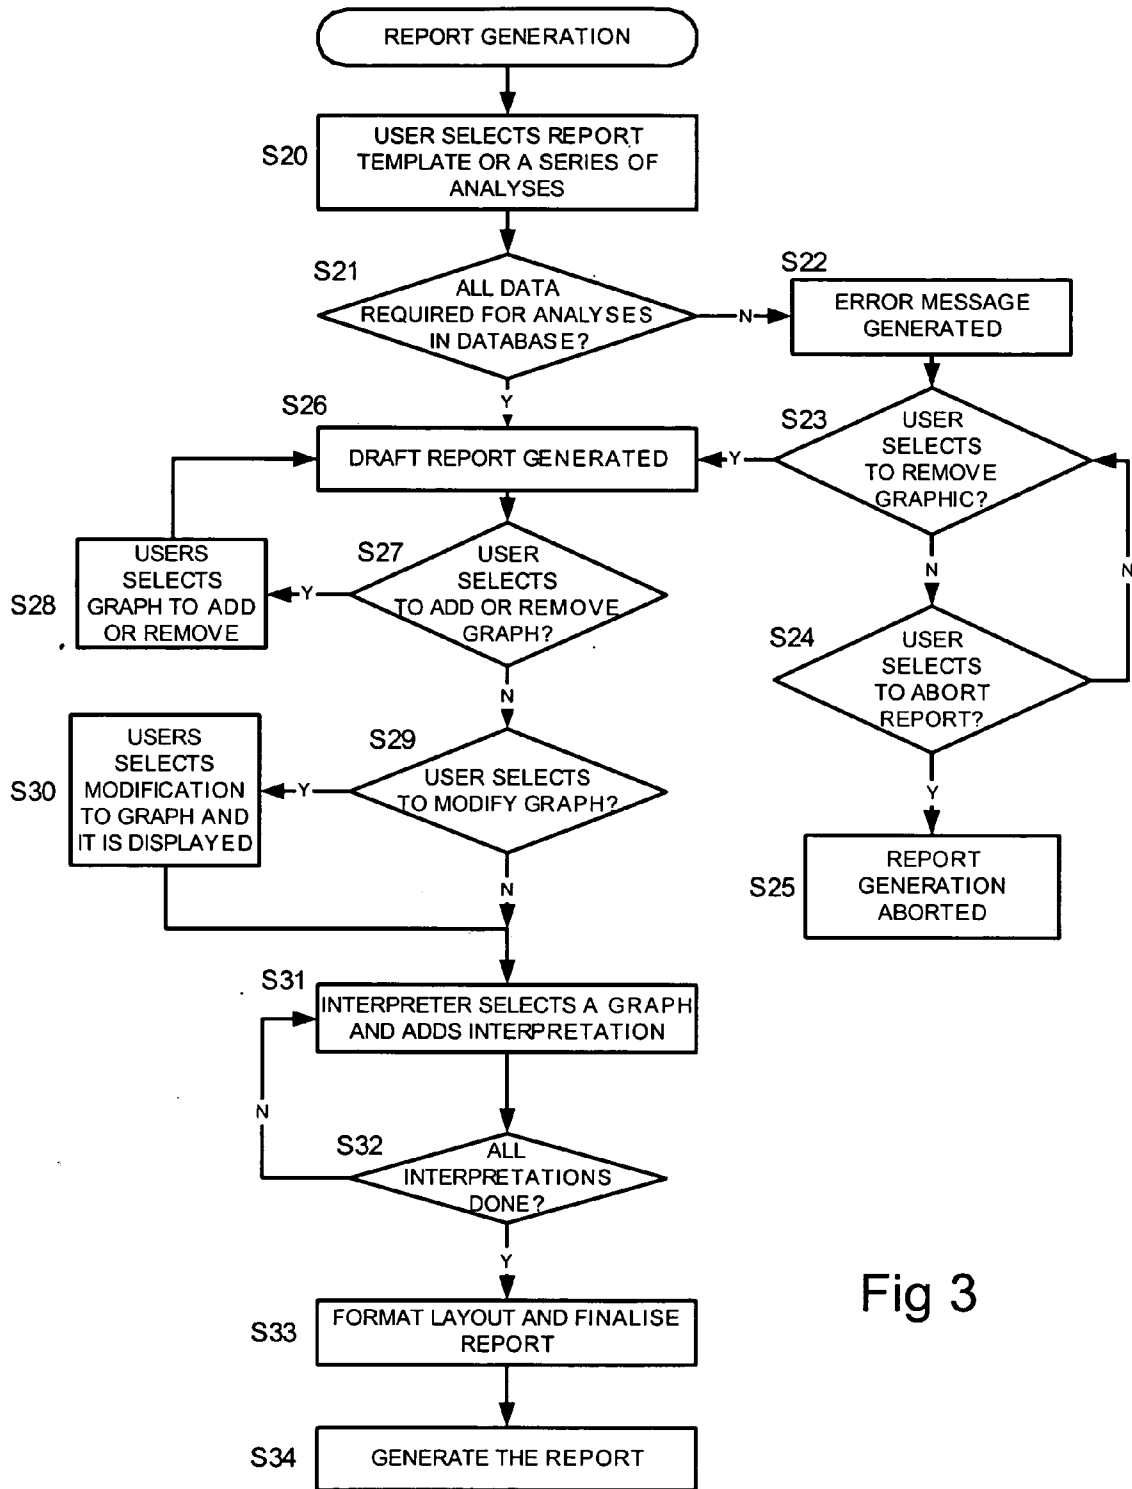 REPORT GENERATION
S20
USER SELECTS REPORT
TEMPLATE OR A SERIES OF
ANALYSES
S21
ALL DATA
REQUIRED FOR ANALYSES
IN DATABASE?
N
S22
ERROR MESSAGE
GENERATED
Y
S26
DRAFT REPORT GENERATED
Y
S23
USER
SELECTS
TO REMOVE
GRAPHIC?
N
N
S27
USER
SELECTS
TO ADD OR REMOVE
GRAPH?
Y
S28
USERS
SELECTS
GRAPH TO ADD
OR REMOVE
N
S24
USER
SELECTS
TO ABORT
REPORT?
Y
S25
REPORT
GENERATION
ABORTED
S29
USER SELECTS
TO MODIFY GRAPH?
Y
S30
USERS
SELECTS
MODIFICATION
TO GRAPH AND
IT IS DISPLAYED
N
S31
INTERPRETER SELECTS A GRAPH
AND ADDS INTERPRETATION
N
S32
ALL
INTERPRETATIONS
DONE?
Y
S33
FORMAT LAYOUT AND FINALISE
REPORT
S34
GENERATE THE REPORT
Fig 3